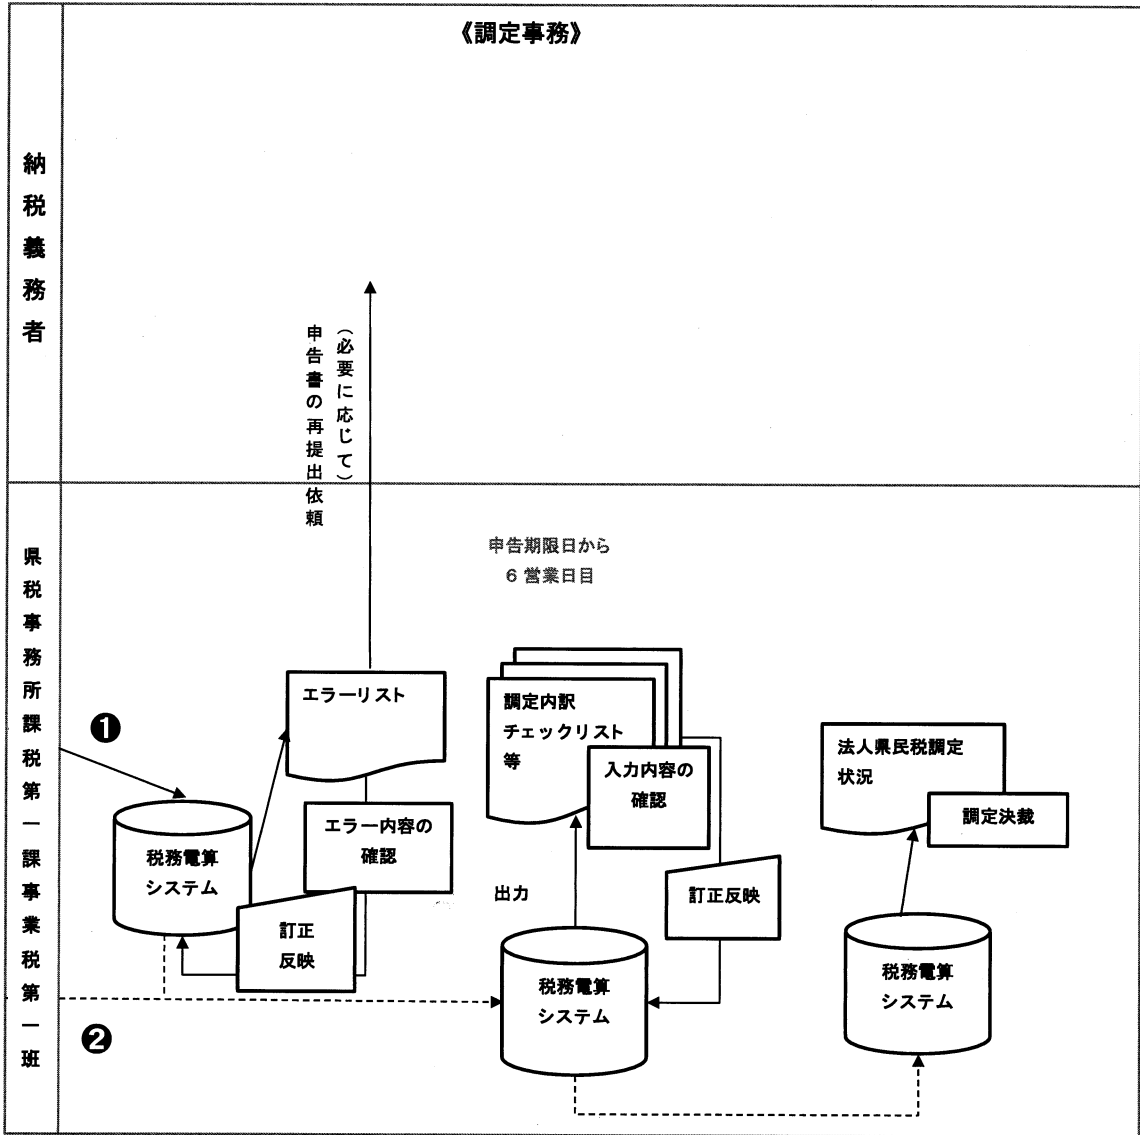 《調定事務》
納税義務者
(必要に応じて)
申告書の再提出依頼
県税事務所課税第一課事業税第一班
申告期限日から
6 営業日目
❶
エラーリスト
エラー内容の
確認
税務電算
システム
訂正
反映
❷
調定内訳
チェックリスト
等
入力内容の
確認
出力
訂正反映
税務電算
システム
法人県民税調定
状況
調定決裁
税務電算
システム